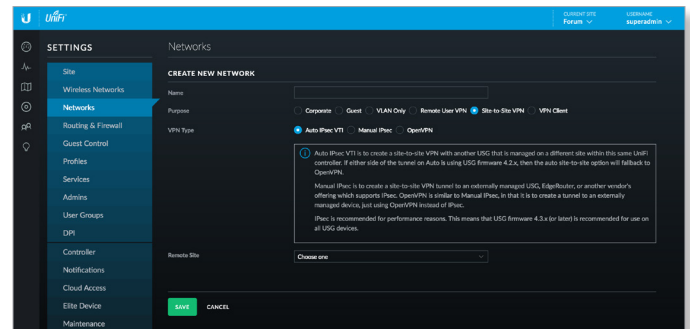 UniFi
CURRENT SITE
Forum
USERNAME
superadmin
SETTINGS
Site
Wireless Networks
Networks
Routing & Firewall
Guest Control
Profiles
Services
Admins
User Groups
DPI
Controller
Notifications
Cloud Access
Elite Device
Maintenance
Networks
CREATE NEW NETWORK
Name
Purpose
Corporate Guest VLAN Only Remote User VPN Site-to-Site VPN VPN Client
VPN Type
Auto IPsec VTI Manual IPsec OpenVPN
Auto IPsec VTI is to create a site-to-site VPN with another USG that is managed on a different site within this same UniFi
controller. If either side of the tunnel on Auto is using USG firmware 4.2.x, then the auto site-to-site option will fallback to
OpenVPN.
Manual IPsec is to create a site-to-site VPN tunnel to an externally managed USG, EdgeRouter, or another vendor's
offering which supports IPsec. OpenVPN is similar to Manual IPsec, in that it is to create a tunnel to an externally
managed device, just using OpenVPN instead of IPsec.
IPsec is recommended for performance reasons. This means that USG firmware 4.3.x (or later) is recommended for use on
all USG devices.
Remote Site
Choose one
SAVE CANCEL